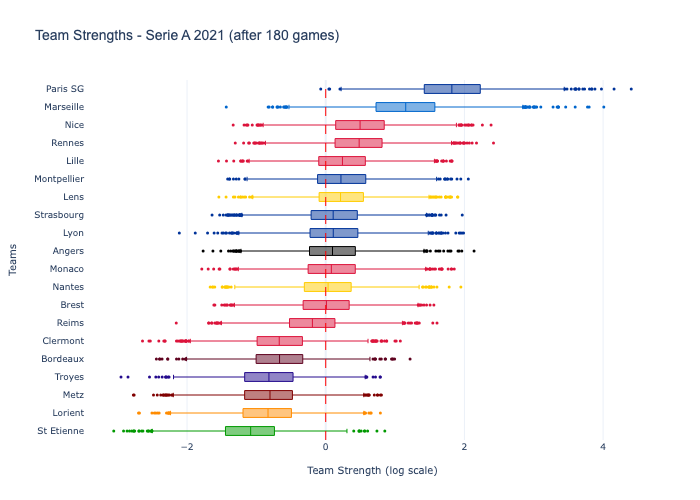 Team Strengths - Serie A 2021 (after 180 games)
Paris SG
Marseille
Nice
Rennes
Lille
Montpellier
Lens
Strasbourg
Lyon
Angers
Monaco
Nantes
Brest
Reims
Clermont
Bordeaux
Troyes
Metz
Lorient
St Etienne
Teams
−2 0 2 4
Team Strength (log scale)